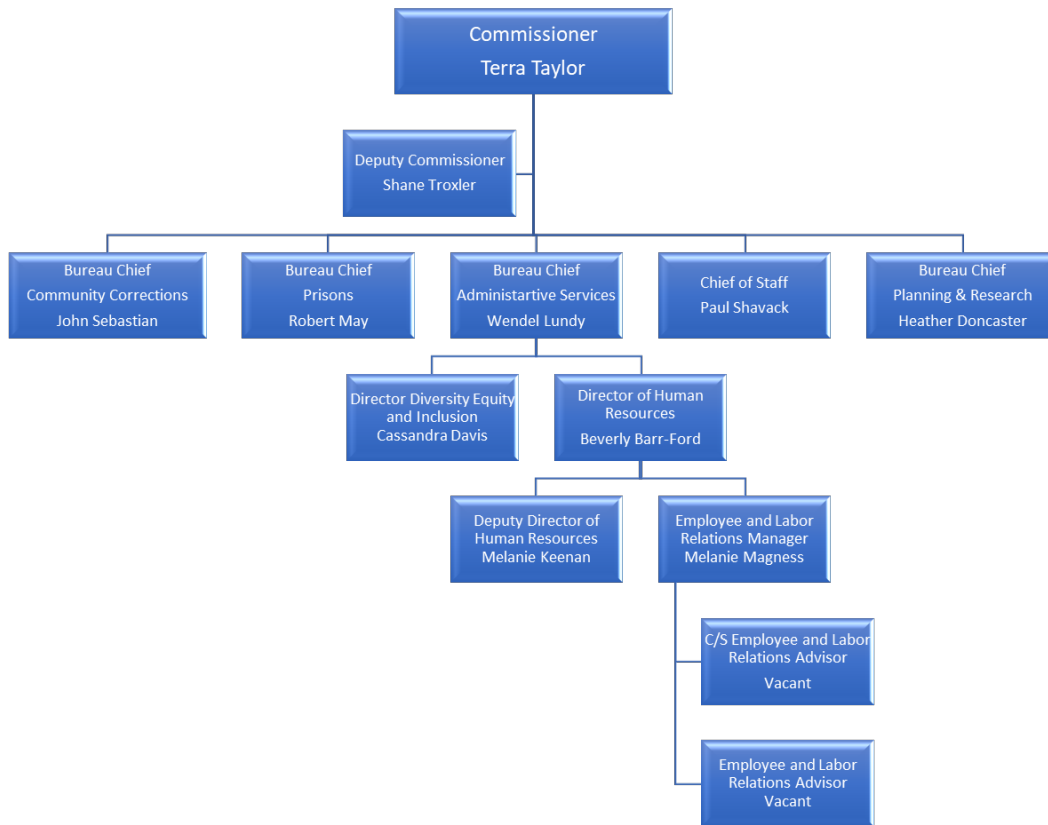 Commissioner
Terra Taylor
Deputy Commissioner
Shane Troxler
Bureau Chief
Community Corrections
John Sebastian
Bureau Chief
Prisons
Robert May
Bureau Chief
Administartive Services
Wendel Lundy
Chief of Staff
Paul Shavack
Bureau Chief
Planning & Research
Heather Doncaster
Director Diversity Equity
and Inclusion
Cassandra Davis
Director of Human
Resources
Beverly Barr-Ford
Deputy Director of
Human Resources
Melanie Keenan
Employee and Labor
Relations Manager
Melanie Magness
C/S Employee and Labor
Relations Advisor
Vacant
Employee and Labor
Relations Advisor
Vacant